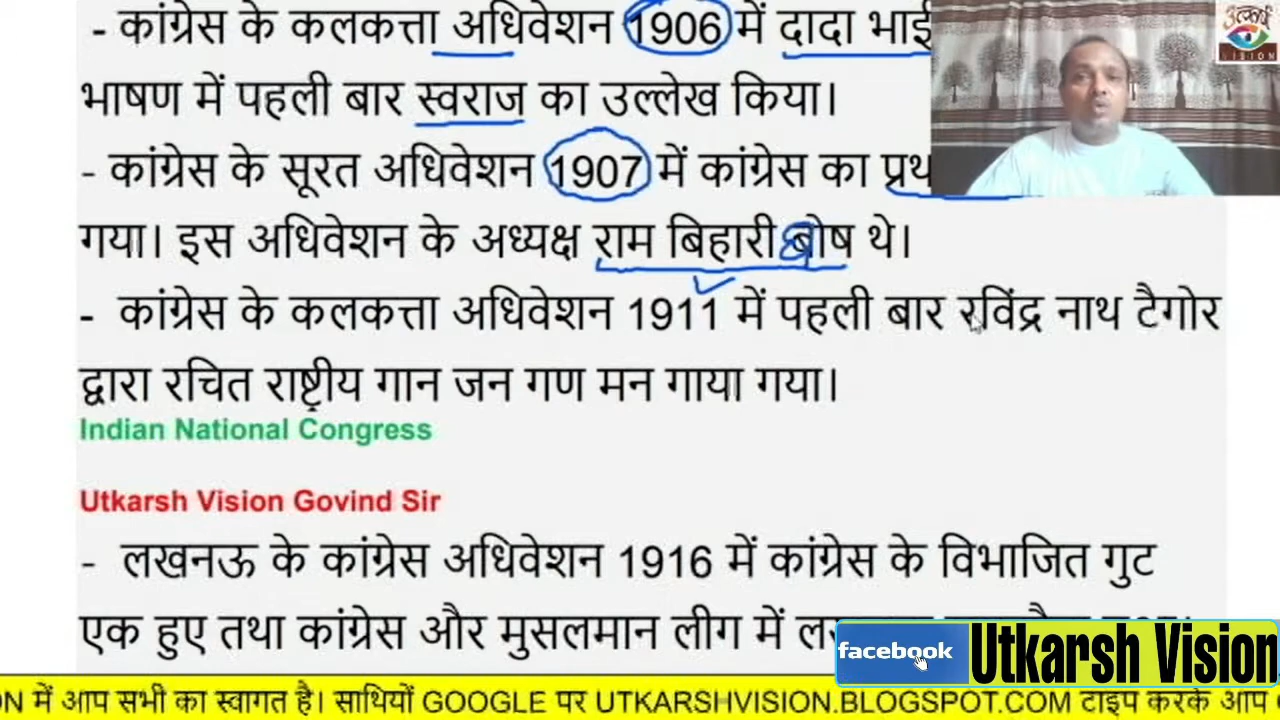 - कांग्रेस के कलकत्ता अधिवेशन 1906 में दादा भाई
भाषण में पहली बार स्वराज का उल्लेख किया।
- कांग्रेस के सूरत अधिवेशन 1907 में कांग्रेस का
गया। इस अधिवेशन के अध्यक्ष राम बिहारी बोष थे।
- कांग्रेस के कलकत्ता अधिवेशन 1911 में पहली बार रविंद्र नाथ टैगोर
द्वारा रचित राष्ट्रीय गान जन गण मन गाया गया।
Indian National Congress
Utkarsh Vision Govind Sir
- लखनऊ के कांग्रेस अधिवेशन 1916 में कांग्रेस के विभाजित गुट
एक हुए तथा कांग्रेस और मुसलमान लीग में
facebook Utkarsh Vision
में आप सभी का स्वागत है। साथियों GOOGLE पर UTKARSHVISION.BLOGSPOT.COM टाइप करके आप
उत्कर्ष
VISION